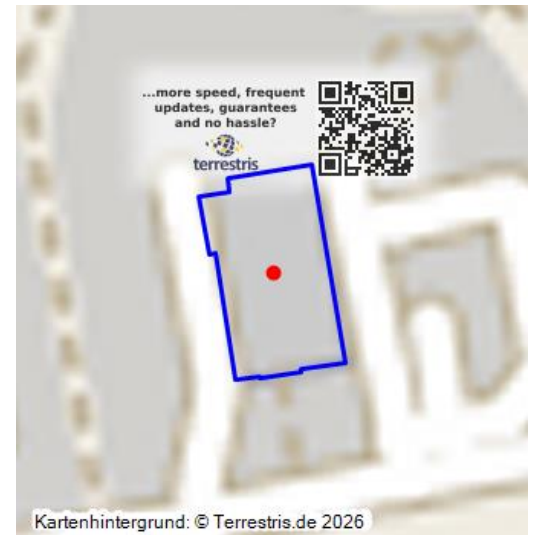 ...more speed, frequent
updates, guarantees
and no hassle?
terrestris
Kartenhintergrund: © Terrestris.de 2026